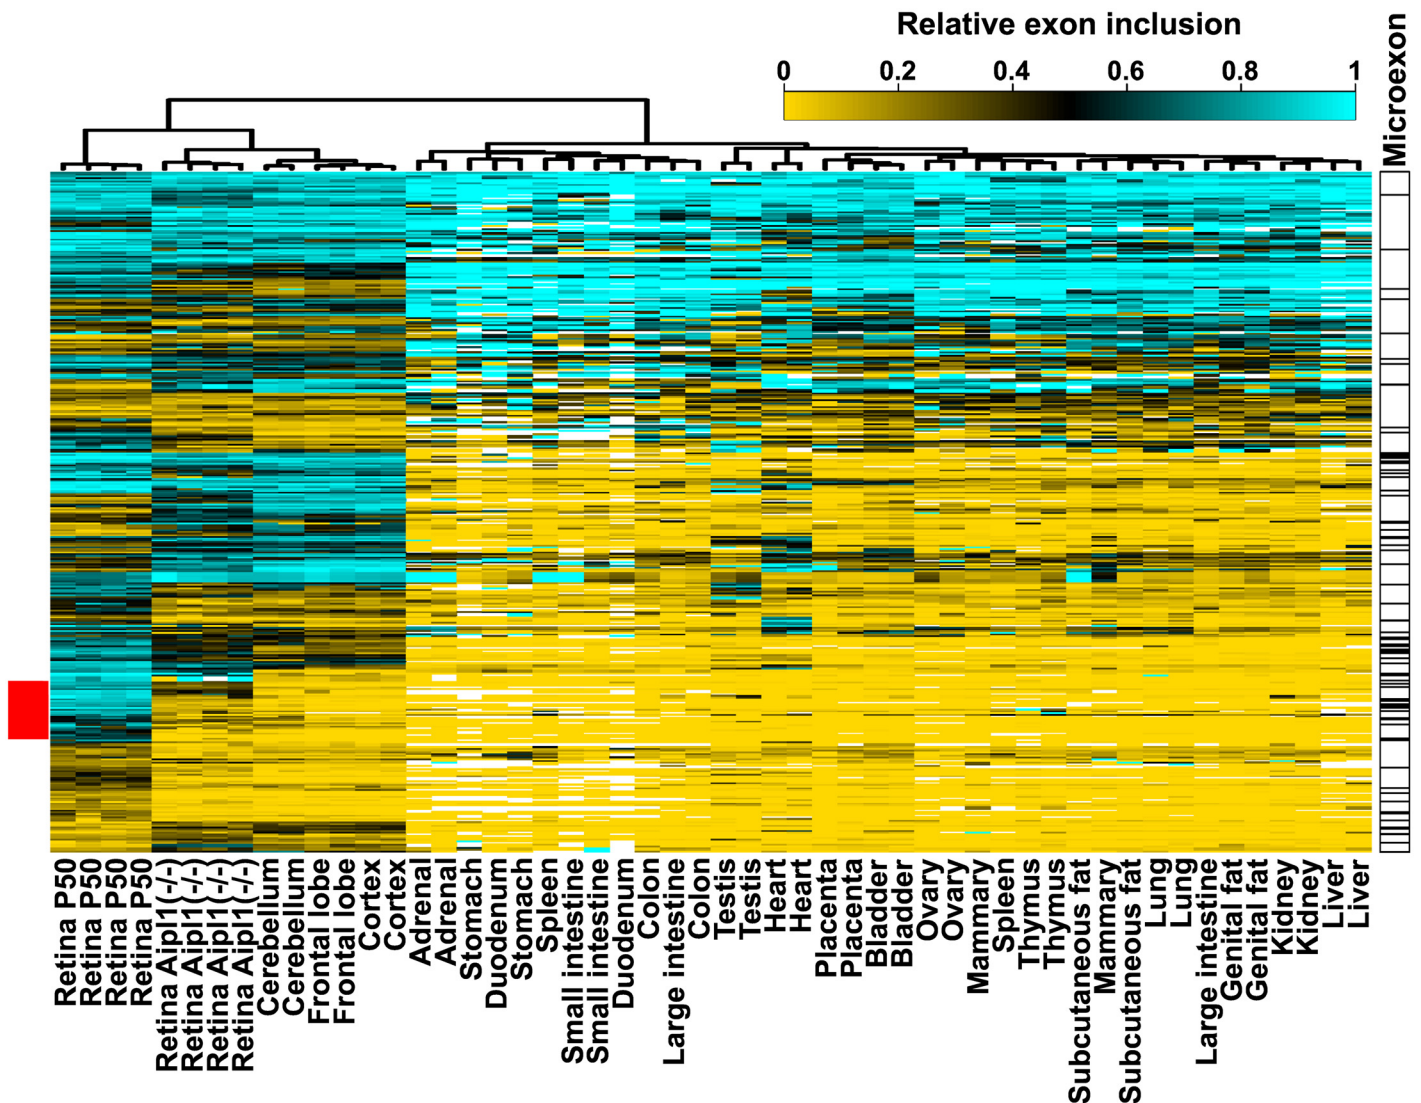 Relative exon inclusion
0 0.2 0.4 0.6 0.8 1
Microexon
Retina P50
Retina P50
Retina P50
Retina P50
Retina Aipl1(-/-)
Retina Aipl1(-/-)
Retina Aipl1(-/-)
Retina Aipl1(-/-)
Cerebellum
Cerebellum
Frontal lobe
Frontal lobe
Cortex
Cortex
Adrenal
Adrenal
Stomach
Duodenum
Stomach
Spleen
Small intestine
Small intestine
Duodenum
Colon
Large intestine
Colon
Testis
Testis
Heart
Heart
Placenta
Placenta
Bladder
Bladder
Ovary
Ovary
Mammary
Spleen
Thymus
Thymus
Subcutaneous fat
Mammary
Subcutaneous fat
Lung
Lung
Large intestine
Genital fat
Genital fat
Kidney
Kidney
Liver
Liver